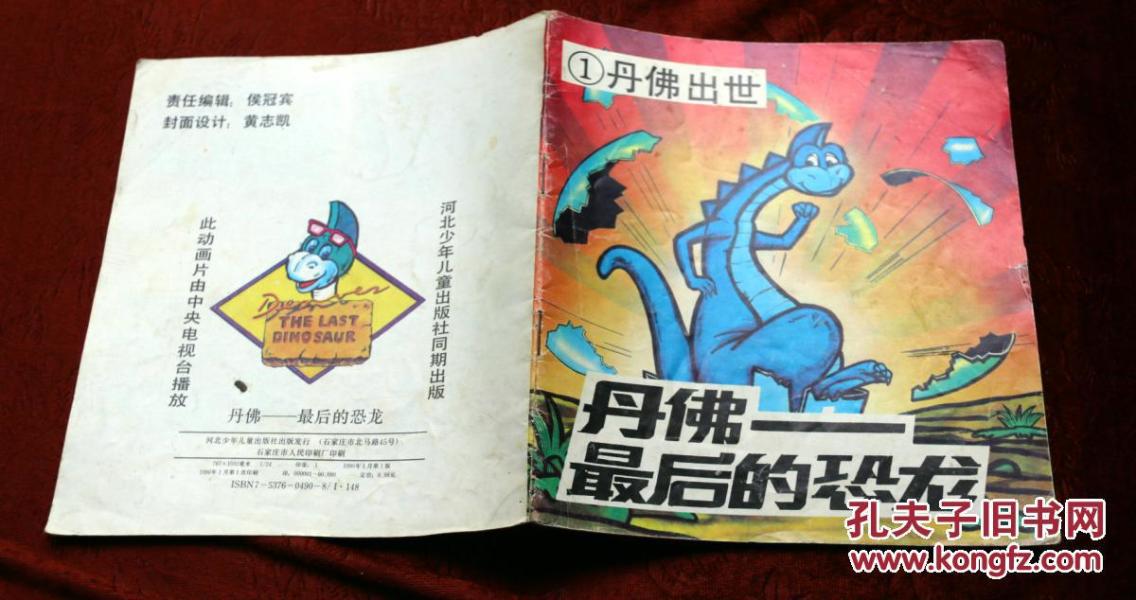 责任编辑：侯冠宾
封面设计：黄志凯
此动画片由中央电视台播放
河北少年儿童出版社同期出版
THE LAST
DINOSAUR
丹佛——最后的恐龙
河北少年儿童出版社出版发行 （石家庄市北马路45号）
石家庄市人民印刷厂印刷
ISBN7-5376-0490-8/I·148
①丹佛出世
丹佛——
最后的恐龙
孔夫子旧书网
www.kongfz.com